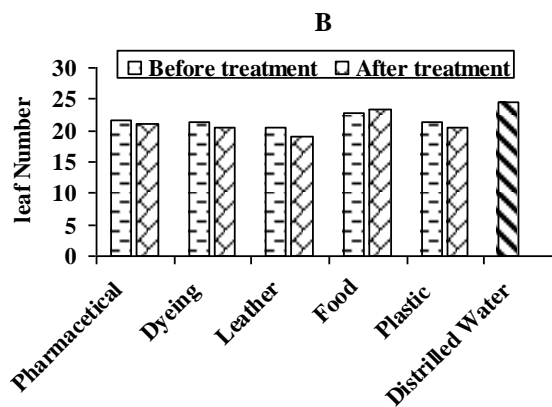 B
Before treatment After treatment
30
25
20
15
10
5
0
leaf Number
Pharmacetical
Dyeing
Leather
Food
Plastic
Distrilled Water